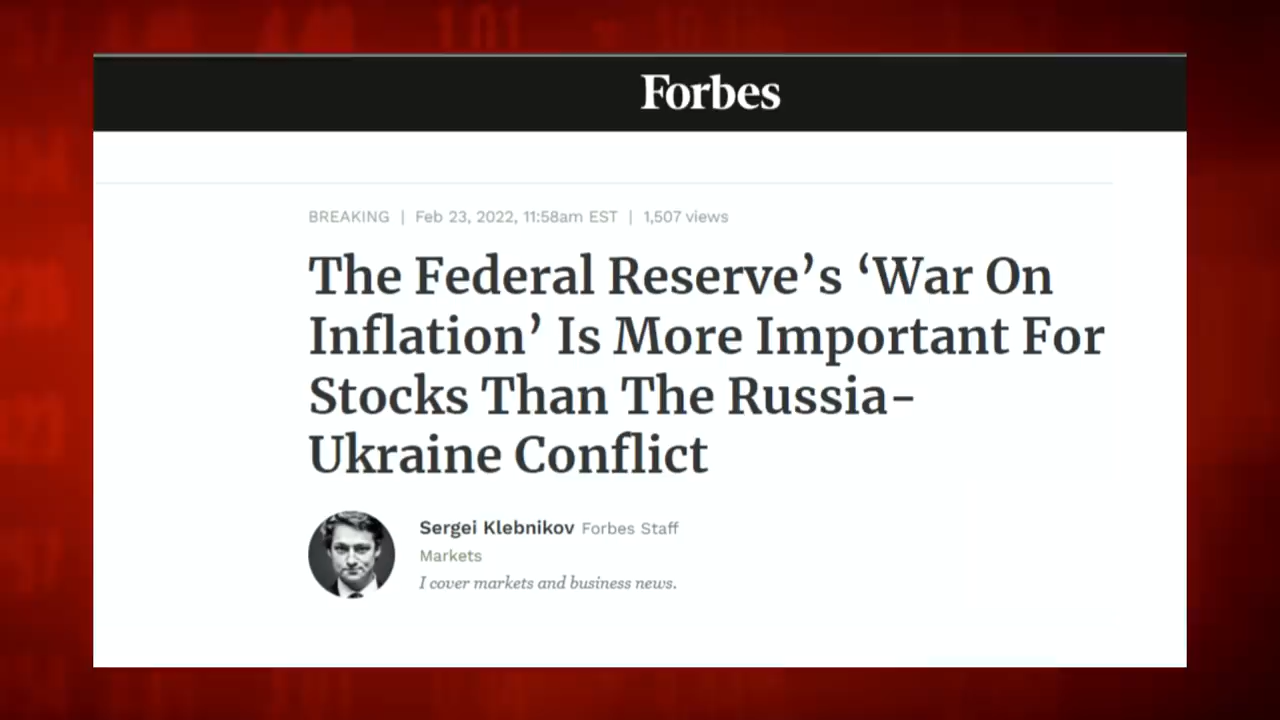 Forbes
BREAKING | Feb 23, 2022, 11:58am EST | 1,507 views
The Federal Reserve’s ‘War On
Inflation’ Is More Important For
Stocks Than The Russia-
Ukraine Conflict
Sergei Klebnikov Forbes Staff
Markets
I cover markets and business news.